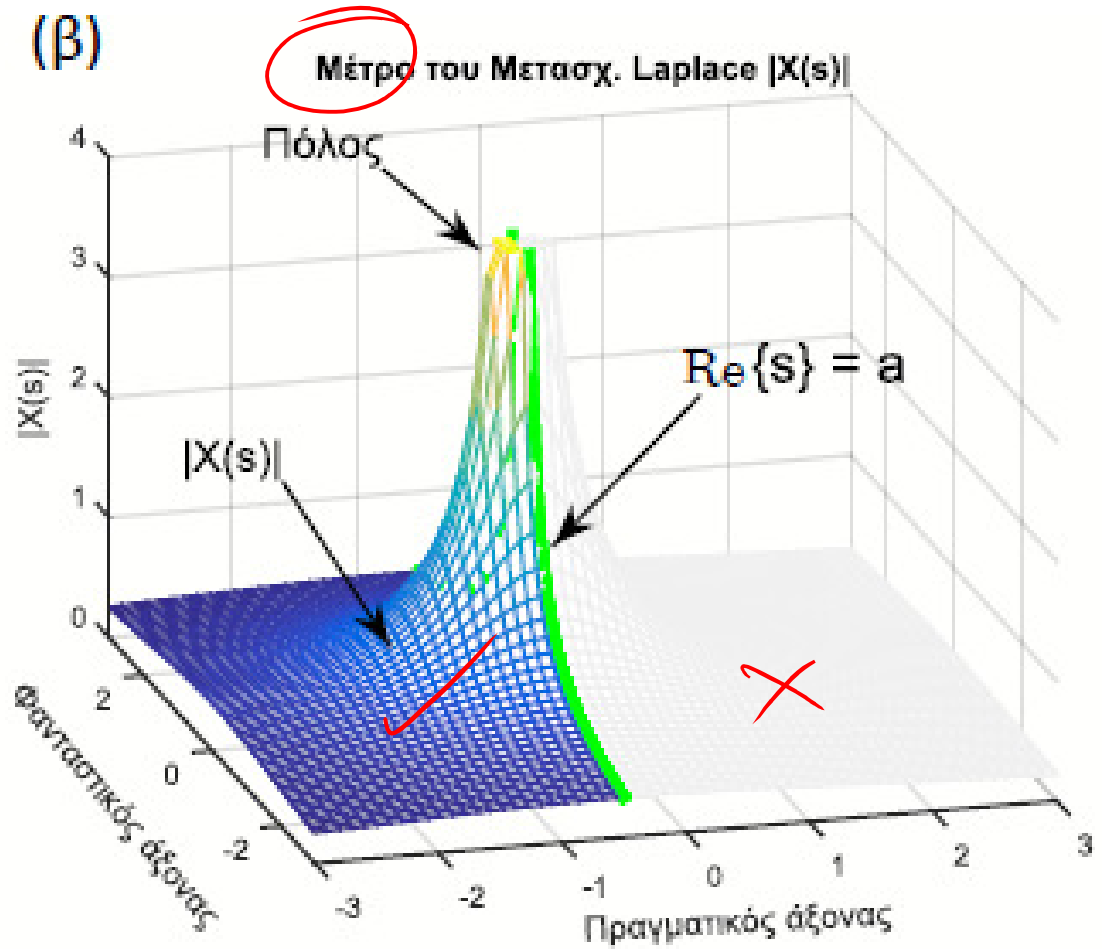 (β)
Μέτρο του Μετασχ. Laplace |X(s)|
Πόλος
Re{s} = a
|X(s)|
|X(s)|
4
3
2
1
0
2
0
-2
Φανταστικός άξονας
-3
-2
-1
0
1
2
3
Πραγματικός άξονας